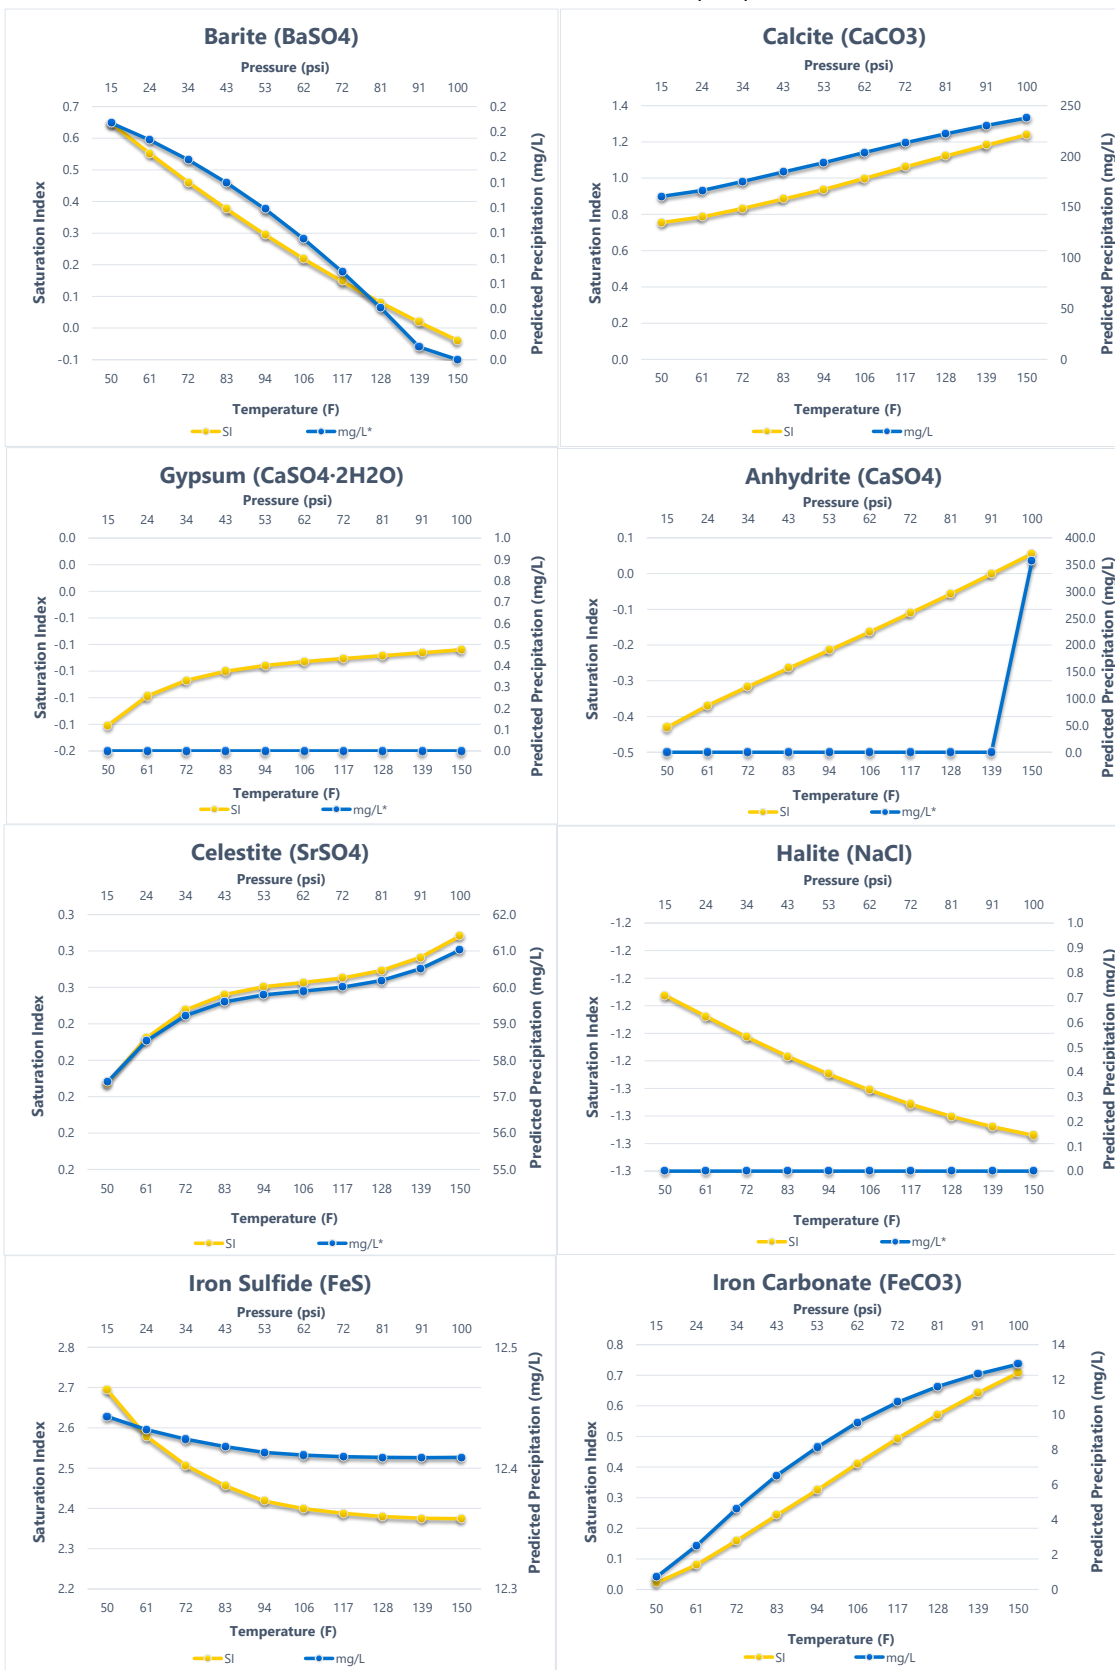 Barite (BaSO4)
Pressure (psi)
15 24 34 43 53 62 72 81 91 100
0.7
0.6
0.5
0.4
0.3
0.2
0.1
0.0
-0.1
Saturation Index
0.2
0.2
0.2
0.1
0.1
0.1
0.1
0.1
0.0
0.0
0.0
Predicted Precipitation (mg/L)
50 61 72 83 94 106 117 128 139 150
Temperature (F)
SI mg/L*
Calcite (CaCO3)
Pressure (psi)
15 24 34 43 53 62 72 81 91 100
1.4
1.2
1.0
0.8
0.6
0.4
0.2
0.0
Saturation Index
250
200
150
100
50
0
Predicted Precipitation (mg/L)
50 61 72 83 94 106 117 128 139 150
Temperature (F)
SI mg/L
Gypsum (CaSO4·2H2O)
Pressure (psi)
15 24 34 43 53 62 72 81 91 100
0.0
0.0
0.0
-0.1
-0.1
-0.1
-0.1
-0.1
-0.2
Saturation Index
1.0
0.9
0.8
0.7
0.6
0.5
0.4
0.3
0.2
0.1
0.0
Predicted Precipitation (mg/L)
50 61 72 83 94 106 117 128 139 150
Temperature (F)
SI mg/L*
Anhydrite (CaSO4)
Pressure (psi)
15 24 34 43 53 62 72 81 91 100
0.1
0.0
-0.1
-0.2
-0.3
-0.4
-0.5
Saturation Index
400.0
350.0
300.0
250.0
200.0
150.0
100.0
50.0
0.0
Predicted Precipitation (mg/L)
50 61 72 83 94 106 117 128 139 150
Temperature (F)
SI mg/L*
Celestite (SrSO4)
Pressure (psi)
15 24 34 43 53 62 72 81 91 100
0.3
0.3
0.3
0.2
0.2
0.2
0.2
0.2
Saturation Index
62.0
61.0
60.0
59.0
58.0
57.0
56.0
55.0
Predicted Precipitation (mg/L)
50 61 72 83 94 106 117 128 139 150
Temperature (F)
SI mg/L*
Halite (NaCl)
Pressure (psi)
15 24 34 43 53 62 72 81 91 100
-1.2
-1.2
-1.2
-1.2
-1.2
-1.2
-1.3
-1.3
-1.3
-1.3
Saturation Index
1.0
0.9
0.8
0.7
0.6
0.5
0.4
0.3
0.2
0.1
0.0
Predicted Precipitation (mg/L)
50 61 72 83 94 106 117 128 139 150
Temperature (F)
SI mg/L*
Iron Sulfide (FeS)
Pressure (psi)
15 24 34 43 53 62 72 81 91 100
2.8
2.7
2.6
2.5
2.4
2.3
2.2
Saturation Index
12.5
12.4
12.3
Predicted Precipitation (mg/L)
50 61 72 83 94 106 117 128 139 150
Temperature (F)
SI mg/L
Iron Carbonate (FeCO3)
Pressure (psi)
15 24 34 43 53 62 72 81 91 100
0.8
0.7
0.6
0.5
0.4
0.3
0.2
0.1
0.0
Saturation Index
14
12
10
8
6
4
2
0
Predicted Precipitation (mg/L)
50 61 72 83 94 106 117 128 139 150
Temperature (F)
SI mg/L